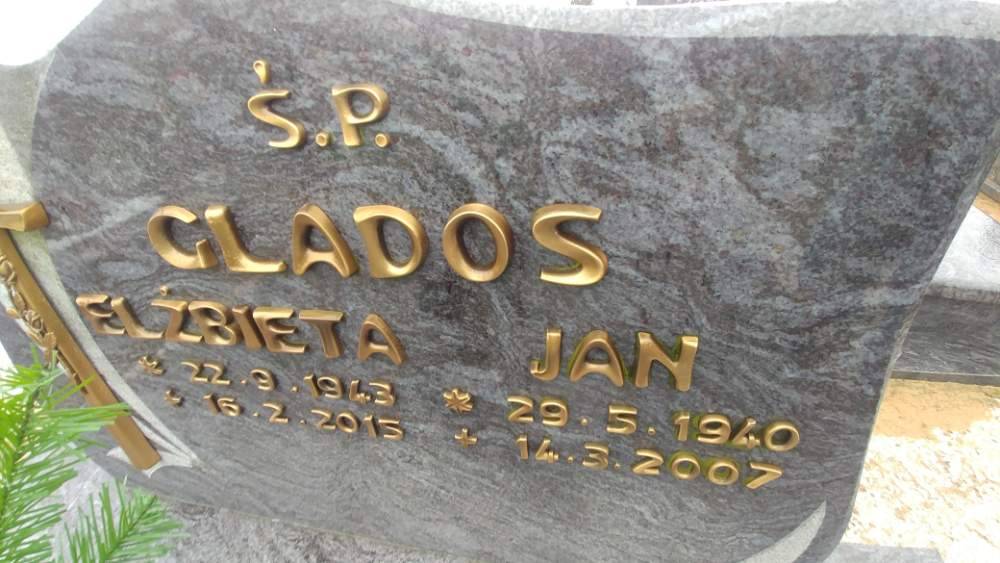 Ś.P.
GLADOS
ELŻBIETA
* 22.9.1943
+ 16.2.2015
JAN
* 29.5.1940
+ 14.3.2007